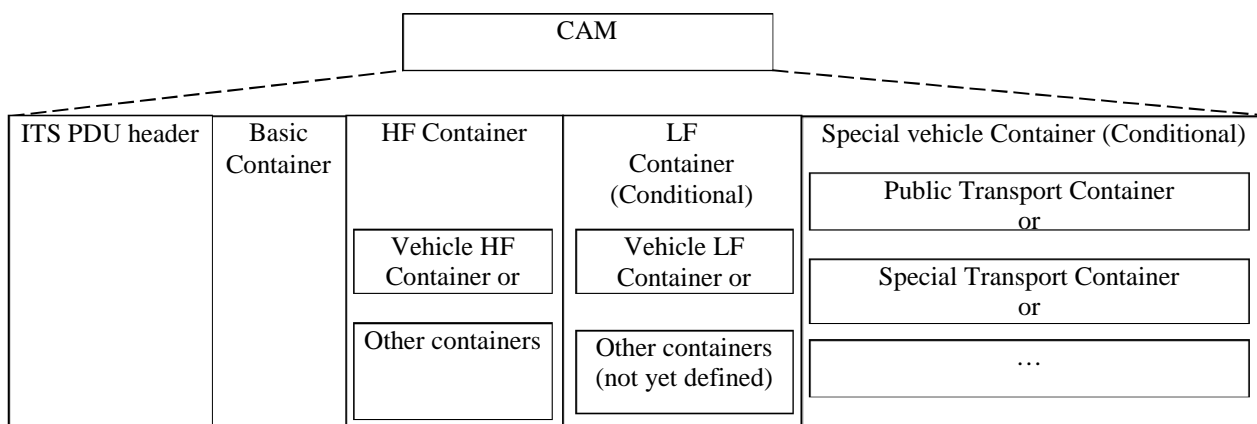 CAM
ITS PDU header
Basic
Container
HF Container
Vehicle HF
Container or
Other containers
LF
Container
(Conditional)
Vehicle LF
Container or
Other containers
(not yet defined)
Special vehicle Container (Conditional)
Public Transport Container
or
Special Transport Container
or
…